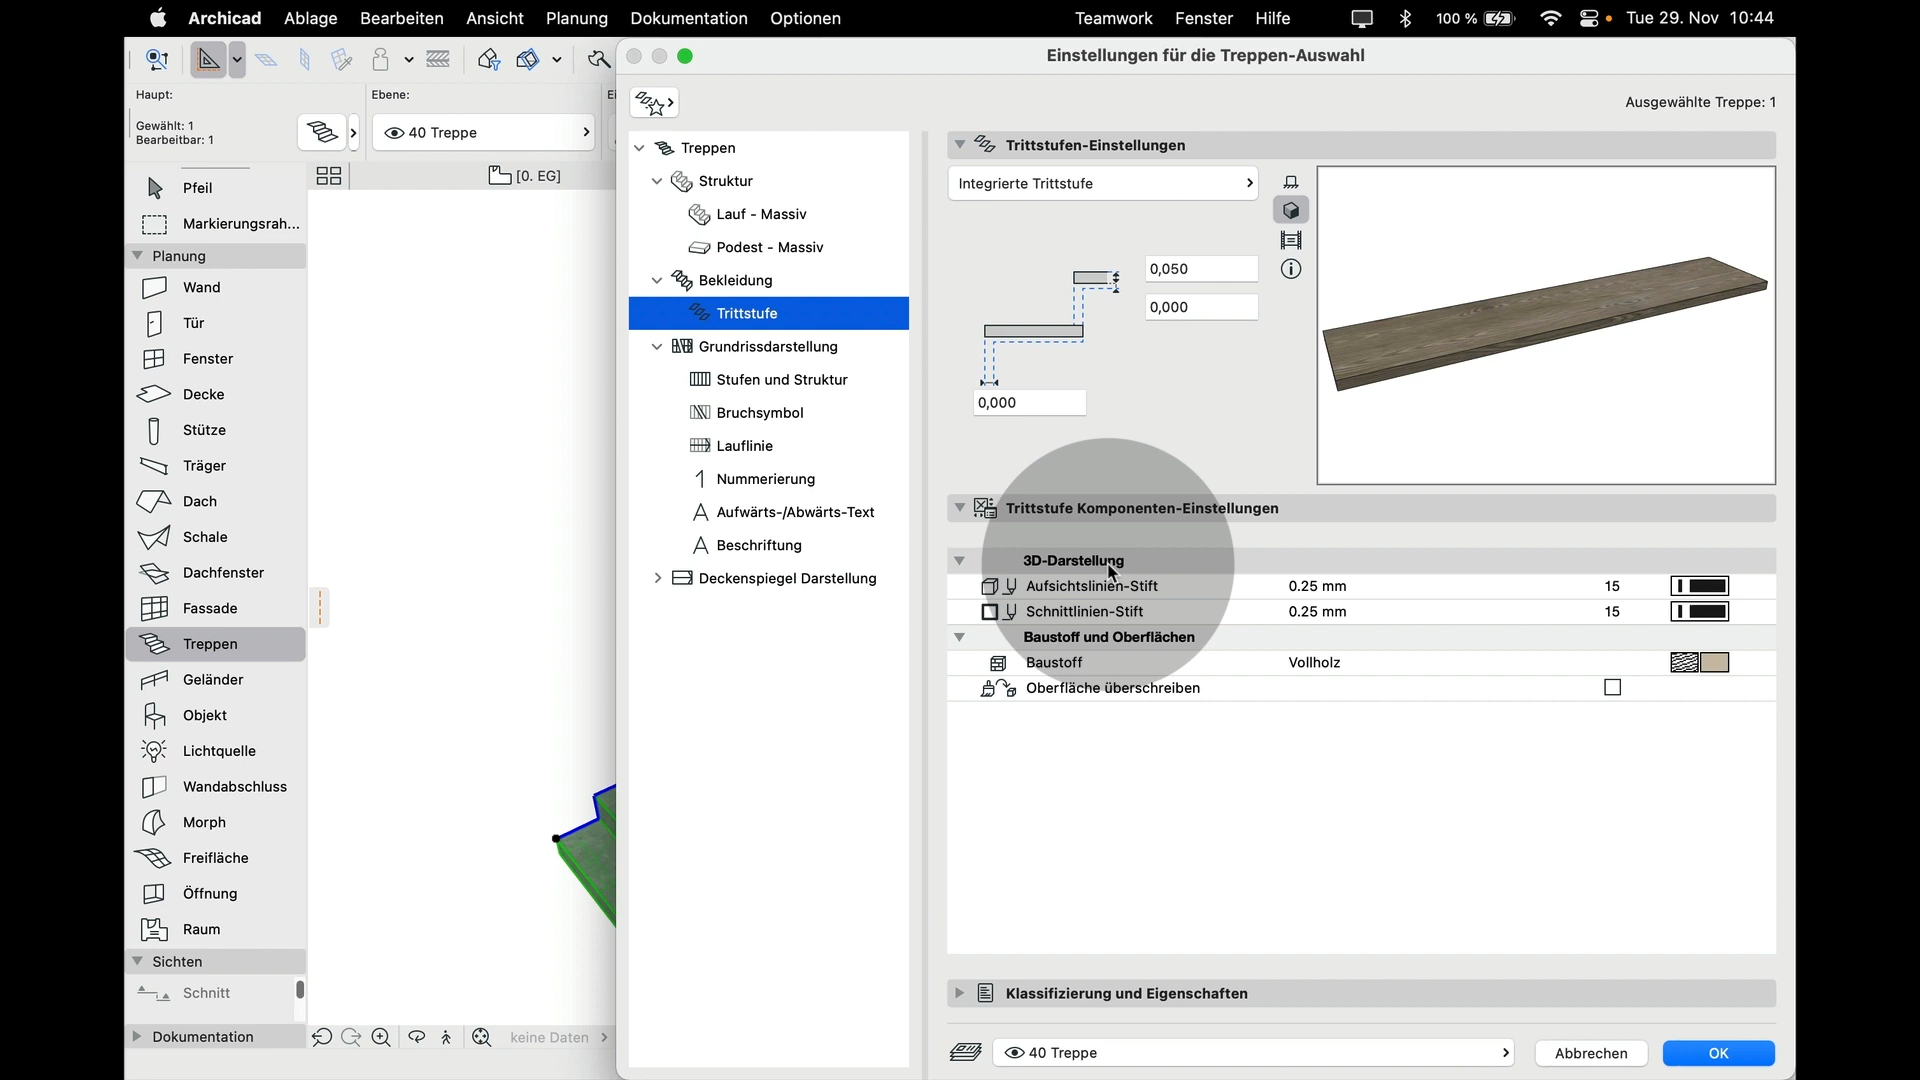 Archicad Ablage Bearbeiten Ansicht Planung Dokumentation Optionen Teamwork Fenster Hilfe 100 % Tue 29. Nov 10:44
Einstellungen für die Treppen-Auswahl
Haupt:
Ebene:
Ei
Gewählt: 1
Bearbeitbar: 1
40 Treppe
Ausgewählte Treppe: 1
[0. EG]
Pfeil
Markierungsrah...
Planung
Wand
Tür
Fenster
Decke
Stütze
Träger
Dach
Schale
Dachfenster
Fassade
Treppen
Geländer
Objekt
Lichtquelle
Wandabschluss
Morph
Freifläche
Öffnung
Raum
Sichten
Schnitt
Dokumentation
keine Daten
Treppen
Struktur
Lauf - Massiv
Podest - Massiv
Bekleidung
Trittstufe
Grundrissdarstellung
Stufen und Struktur
Bruchsymbol
Lauflinie
Nummerierung
Aufwärts-/Abwärts-Text
Beschriftung
Deckenspiegel Darstellung
Trittstufen-Einstellungen
Integrierte Trittstufe
0,050
0,000
0,000
Trittstufe Komponenten-Einstellungen
3D-Darstellung
Aufsichtslinien-Stift 0.25 mm 15
Schnittlinien-Stift 0.25 mm 15
Baustoff und Oberflächen
Baustoff Vollholz
Oberfläche überschreiben
Klassifizierung und Eigenschaften
40 Treppe
Abbrechen
OK